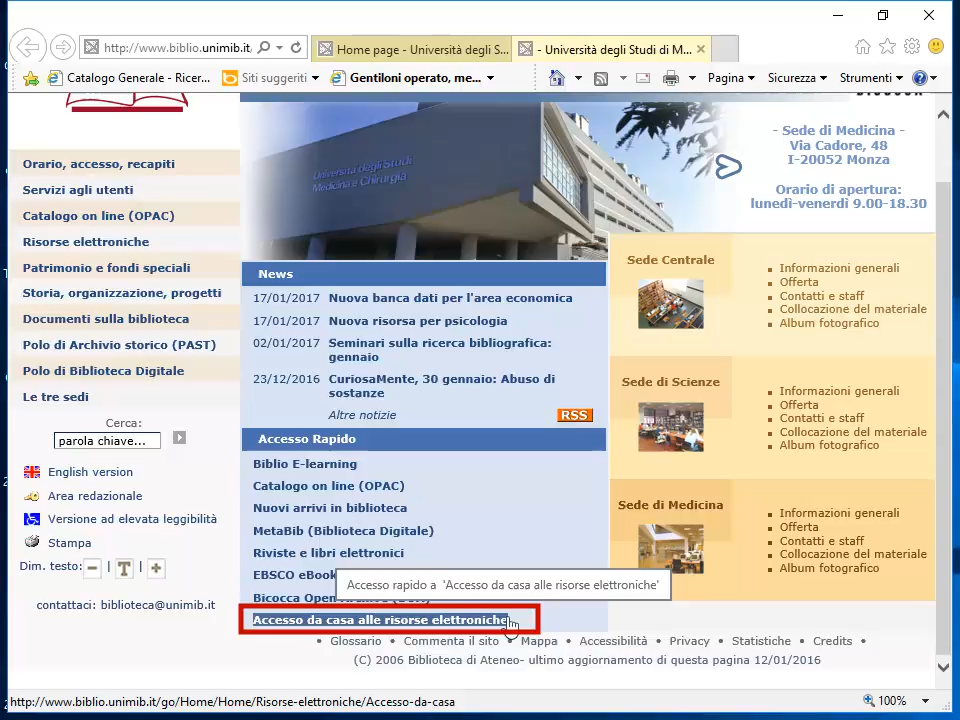 http://www.biblio.unimib.it.
Home page - Università degli S...
- Università degli Studi di M...
Catalogo Generale - Ricer...
Siti suggeriti
Gentiloni operato, me...
Pagina
Sicurezza
Strumenti
Università degli Studi
Medicina e Chirurgia
- Sede di Medicina -
Via Cadore, 48
I-20052 Monza
Orario di apertura:
lunedì-venerdì 9.00-18.30
Orario, accesso, recapiti
Servizi agli utenti
Catalogo on line (OPAC)
Risorse elettroniche
Patrimonio e fondi speciali
Storia, organizzazione, progetti
Documenti sulla biblioteca
Polo di Archivio storico (PAST)
Polo di Biblioteca Digitale
Le tre sedi
Cerca:
parola chiave...
English version
Area redazionale
Versione ad elevata leggibilità
Stampa
Dim. testo: - | T | +
contattaci: biblioteca@unimib.it
News
17/01/2017 Nuova banca dati per l'area economica
17/01/2017 Nuova risorsa per psicologia
02/01/2017 Seminari sulla ricerca bibliografica:
gennaio
23/12/2016 CuriosaMente, 30 gennaio: Abuso di
sostanze
Altre notizie
RSS
Accesso Rapido
Biblio E-learning
Catalogo on line (OPAC)
Nuovi arrivi in biblioteca
MetaBib (Biblioteca Digitale)
Riviste e libri elettronici
EBSCO eBook
Accesso rapido a 'Accesso da casa alle risorse elettroniche'
Bicocca Open
Accesso da casa alle risorse elettroniche
Sede Centrale
Informazioni generali
Offerta
Contatti e staff
Collocazione del materiale
Album fotografico
Sede di Scienze
Informazioni generali
Offerta
Contatti e staff
Collocazione del materiale
Album fotografico
Sede di Medicina
Informazioni generali
Offerta
Contatti e staff
Collocazione del materiale
Album fotografico
• Glossario • Commenta il sito • Mappa • Accessibilità • Privacy • Statistiche • Credits •
(C) 2006 Biblioteca di Ateneo- ultimo aggiornamento di questa pagina 12/01/2016
http://www.biblio.unimib.it/go/Home/Home/Risorse-elettroniche/Accesso-da-casa
100%